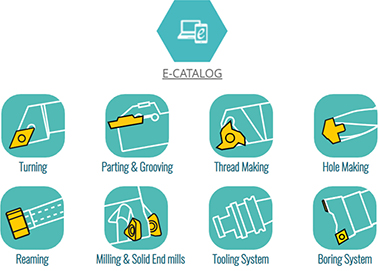 e
E-CATALOG
Turning
Parting & Grooving
Thread Making
Hole Making
Reaming
Milling & Solid End mills
Tooling System
Boring System